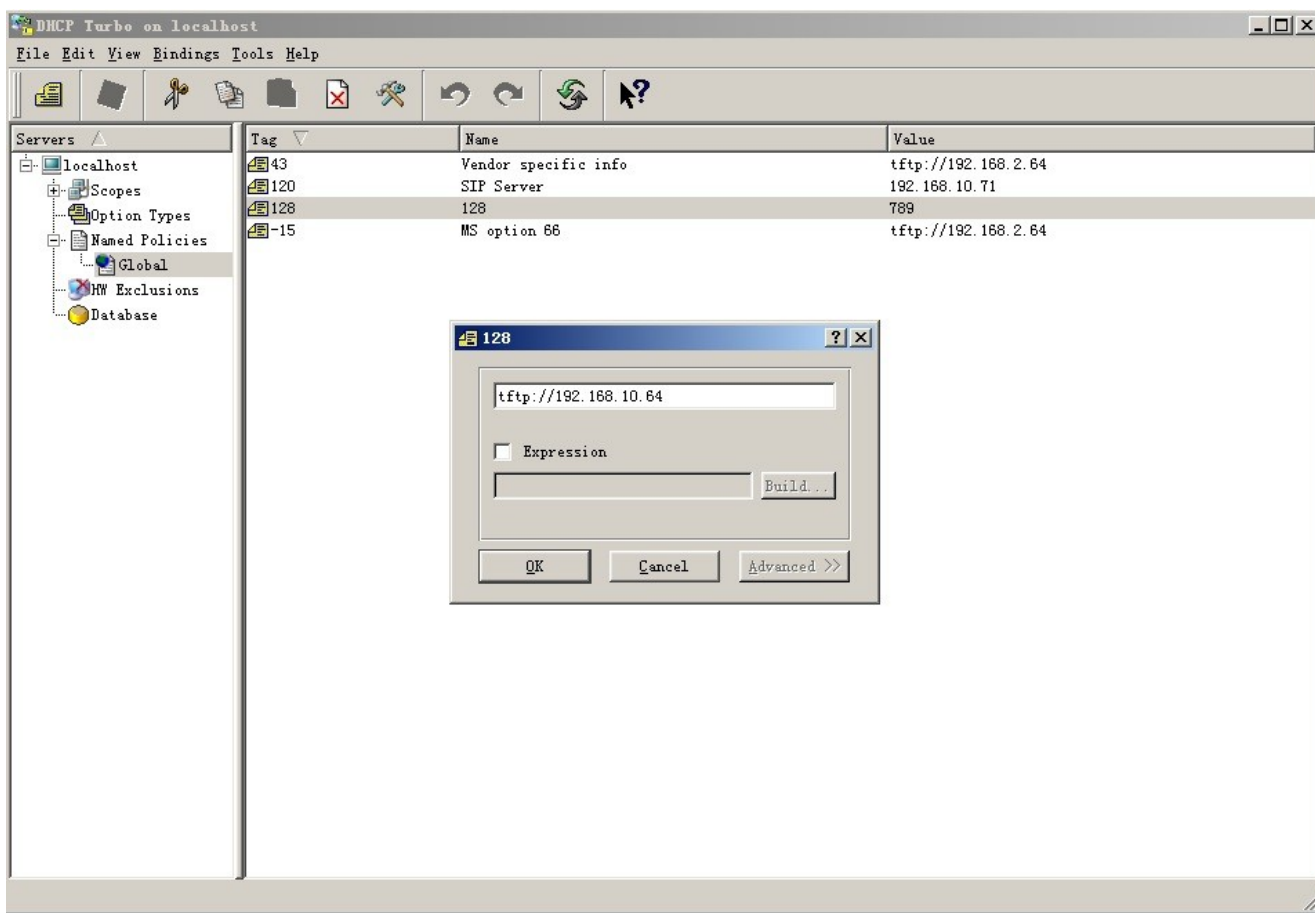 DHCP Turbo on localhost
File Edit View Bindings Tools Help
Servers
Tag Name Value
localhost
Scopes
Option Types
Named Policies
Global
HW Exclusions
Database
43 Vendor specific info tftp://192.168.2.64
120 SIP Server 192.168.10.71
128 128 789
-15 MS option 66 tftp://192.168.2.64
128
tftp://192.168.10.64
Expression
Build...
OK Cancel Advanced >>